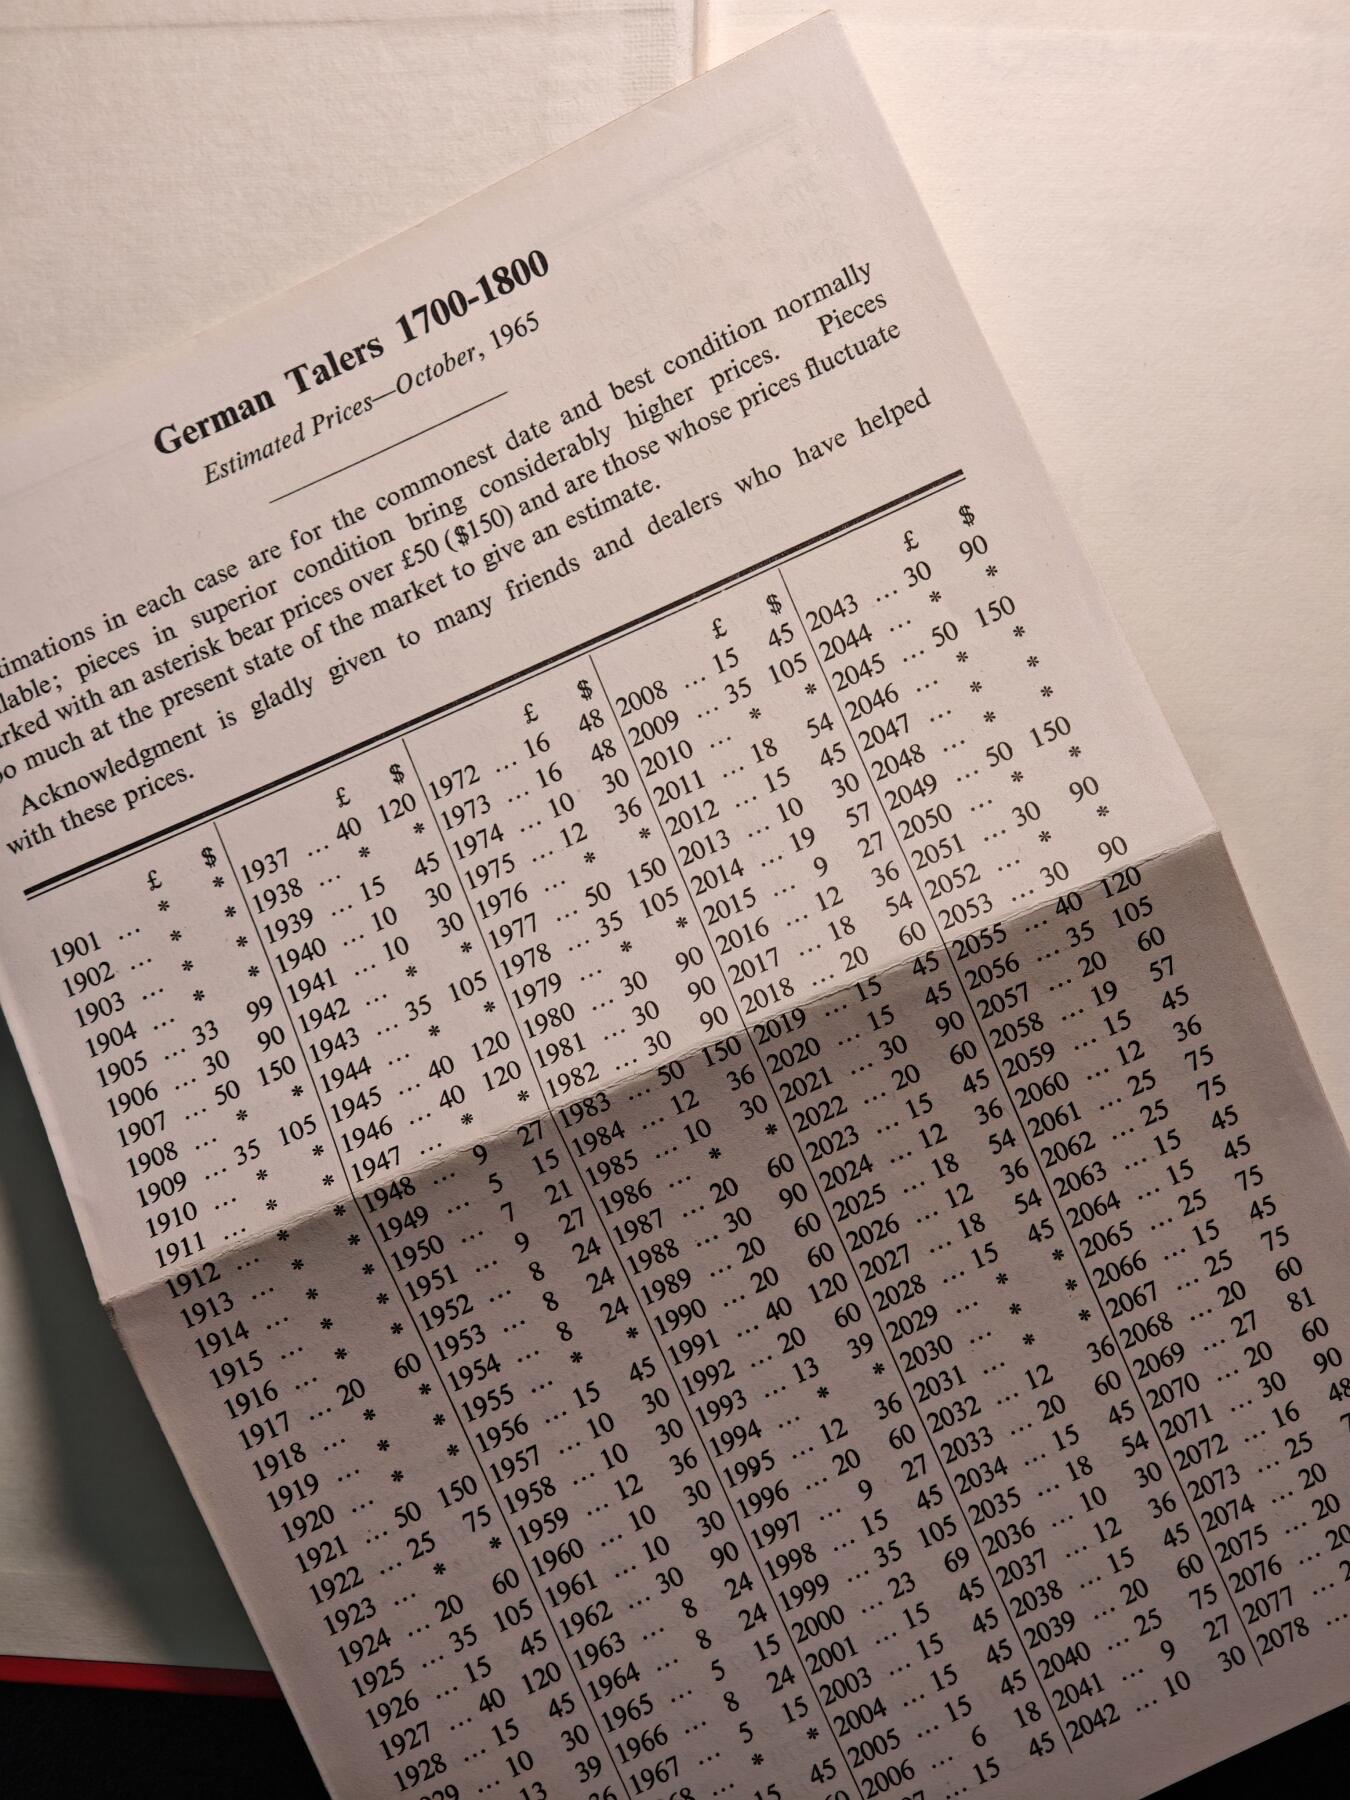 German Talers 1700-1800
Estimated Prices—October, 1965
in each case are for the commonest date and best condition normally
pieces in superior condition bring considerably higher prices. Pieces
with an asterisk bear prices over £50 ($150) and are those whose prices fluctuate
much at the present state of the market to give an estimate.
Acknowledgment is gladly given to many friends and dealers who have helped
with these prices.
£ $
1901 ... * *
1902 ... * *
1903 ... * *
1904 ... * *
1905 ... 33 99
1906 ... 30 90
1907 ... 50 150
1908 ... * *
1909 ... 35 105
1910 ... * *
1911 ... * *
1912 ... * *
1913 ... * *
1914 ... * *
1915 ... * *
1916 ... * *
1917 ... 20 60
1918 ... * *
1919 ... * *
1920 ... * *
1921 ... 50 150
1922 ... 25 75
1923 ... * *
1924 ... 20 60
1925 ... 35 105
1926 ... 15 45
1927 ... 40 120
1928 ... 15 45
... 10 30
13 39
36
£ $
1937 ... 40 120
1938 ... * *
1939 ... 15 45
1940 ... 10 30
1941 ... 10 30
1942 ... * *
1943 ... 35 105
1944 ... * *
1945 ... 40 120
1946 ... 40 120
1947 ... * *
1948 ... 9 27
1949 ... 5 15
1950 ... 7 21
1951 ... 9 27
1952 ... 8 24
1953 ... 8 24
1954 ... 8 24
1955 ... * *
1956 ... 15 45
1957 ... 10 30
1958 ... 10 30
1959 ... 12 36
1960 ... 10 30
1961 ... 10 30
1962 ... 30 90
1963 ... 8 24
1964 ... 8 24
1965 ... 5 15
1966 ... 8 24
1967 ... 5 15
... * *
15 45
£ $
1972 ... 16 48
1973 ... 16 48
1974 ... 10 30
1975 ... 12 36
1976 ... * *
1977 ... 50 150
1978 ... 35 105
1979 ... * *
1980 ... 30 90
1981 ... 30 90
1982 ... 30 90
1983 ... 50 150
1984 ... 12 36
1985 ... 10 30
1986 ... * *
1987 ... 20 60
1988 ... 30 90
1989 ... 20 60
1990 ... 20 60
1991 ... 40 120
1992 ... 20 60
1993 ... 13 39
1994 ... * *
1995 ... 12 36
1996 ... 20 60
1997 ... 9 27
1998 ... 15 45
1999 ... 35 105
2000 ... 23 69
2001 ... 15 45
2003 ... 15 45
2004 ... 15 45
2005 ... 15 45
2006 ... 6 18
... 15 45
£ $
2008 ... 15 45
2009 ... 35 105
2010 ... * *
2011 ... 18 54
2012 ... 15 45
2013 ... 10 30
2014 ... 19 57
2015 ... 9 27
2016 ... 12 36
2017 ... 18 54
2018 ... 20 60
2019 ... 15 45
2020 ... 15 45
2021 ... 30 90
2022 ... 20 60
2023 ... 15 45
2024 ... 12 36
2025 ... 18 54
2026 ... 12 36
2027 ... 18 54
2028 ... 15 45
2029 ... * *
2030 ... * *
2031 ... * *
2032 ... 12 36
2033 ... 20 60
2034 ... 15 45
2035 ... 18 54
2036 ... 10 30
2037 ... 12 36
2038 ... 15 45
2039 ... 20 60
2040 ... 25 75
2041 ... 9 27
2042 ... 10 30
£ $
2043 ... 30 90
2044 ... * *
2045 ... 50 150
2046 ... * *
2047 ... * *
2048 ... * *
2049 ... 50 150
2050 ... * *
2051 ... 30 90
2052 ... * *
2053 ... 30 90
2055 ... 40 120
2056 ... 35 105
2057 ... 20 60
2058 ... 19 57
2059 ... 15 45
2060 ... 12 36
2061 ... 25 75
2062 ... 25 75
2063 ... 15 45
2064 ... 15 45
2065 ... 25 75
2066 ... 15 45
2067 ... 25 75
2068 ... 20 60
2069 ... 27 81
2070 ... 20 60
2071 ... 30 90
2072 ... 16 48
2073 ... 25
2074 ... 20
2075 ... 20
2076 ... 20
2077 ...
2078 ...